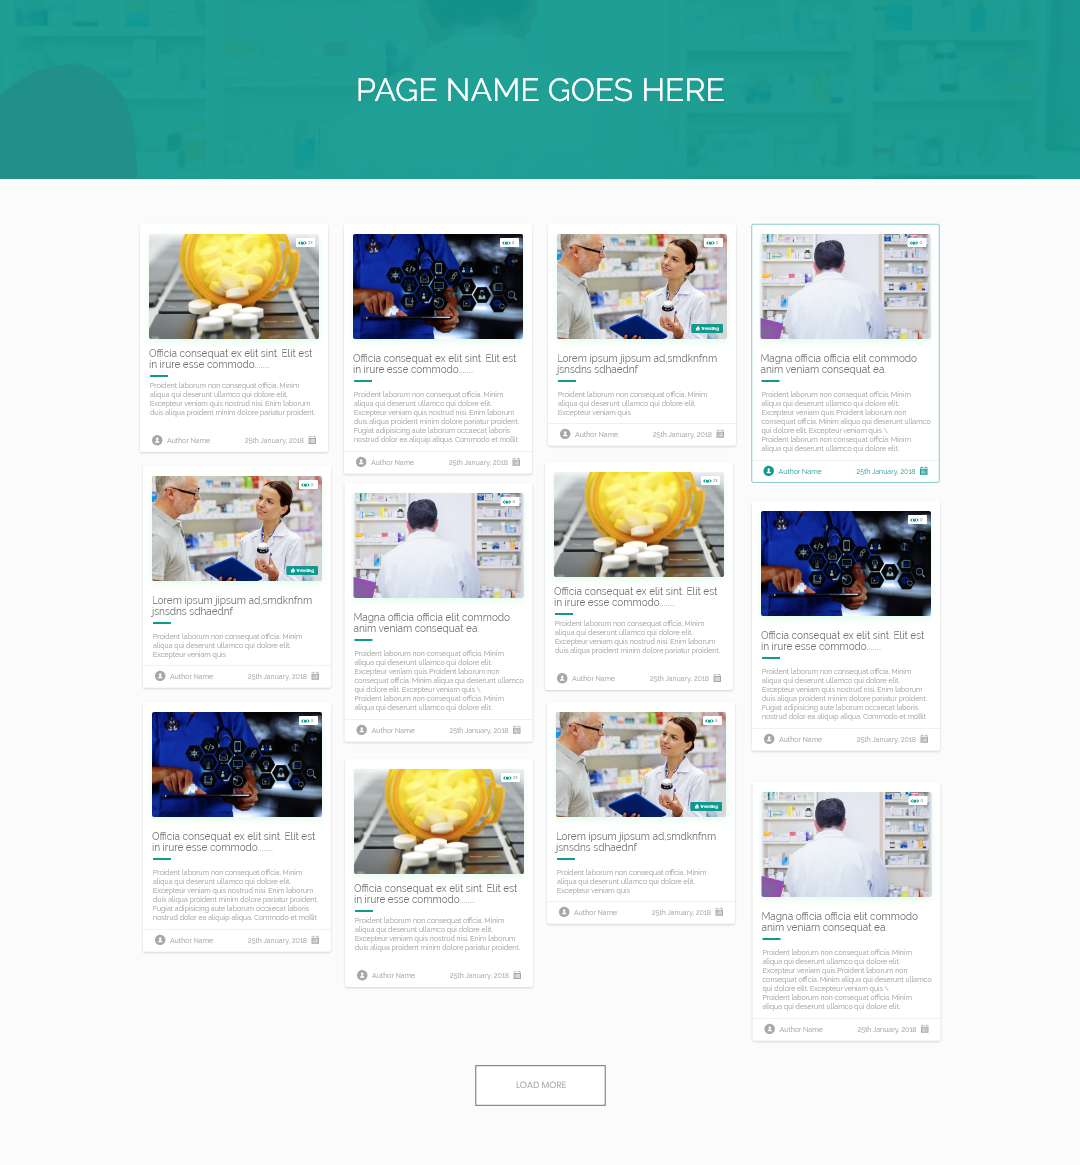 PAGE NAME GOES HERE
Officia consequat ex elit sint. Elit est
in irure esse commodo.......
Proident laborum non consequat officia. Minim
aliqua qui deserunt ullamco qui dolore elit.
Excepteur veniam quis nostrud nisi. Enim laborum
duis aliqua proident minim dolore pariatur proident.
Author Name 25th January, 2018
Trending
Lorem ipsum jipsum ad,smdknfnm
jsnsdns sdhaednf
Proident laborum non consequat officia. Minim
aliqua qui deserunt ullamco qui dolore elit.
Excepteur veniam quis
Author Name 25th January, 2018
Officia consequat ex elit sint. Elit est
in irure esse commodo.......
Proident laborum non consequat officia. Minim
aliqua qui deserunt ullamco qui dolore elit.
Excepteur veniam quis nostrud nisi. Enim laborum
duis aliqua proident minim dolore pariatur proident.
Fugiat adipisicing aute laborum occaecat laboris
nostrud dolor ea aliquip aliqua. Commodo et mollit
Author Name 25th January, 2018
Officia consequat ex elit sint. Elit est
in irure esse commodo.......
Proident laborum non consequat officia. Minim
aliqua qui deserunt ullamco qui dolore elit.
Excepteur veniam quis nostrud nisi. Enim laborum
duis aliqua proident minim dolore pariatur proident.
Fugiat adipisicing aute laborum occaecat laboris
nostrud dolor ea aliquip aliqua. Commodo et mollit
Author Name 25th January, 2018
Magna officia officia elit commodo
anim veniam consequat ea.
Proident laborum non consequat officia. Minim
aliqua qui deserunt ullamco qui dolore elit.
Excepteur veniam quis Proident laborum non
consequat officia. Minim aliqua qui deserunt ullamco
qui dolore elit. Excepteur veniam quis \
Proident laborum non consequat officia. Minim
aliqua qui deserunt ullamco qui dolore elit.
Author Name 25th January, 2018
Officia consequat ex elit sint. Elit est
in irure esse commodo.......
Proident laborum non consequat officia. Minim
aliqua qui deserunt ullamco qui dolore elit.
Excepteur veniam quis nostrud nisi. Enim laborum
duis aliqua proident minim dolore pariatur proident.
Author Name 25th January, 2018
Trending
Lorem ipsum jipsum ad,smdknfnm
jsnsdns sdhaednf
Proident laborum non consequat officia. Minim
aliqua qui deserunt ullamco qui dolore elit.
Excepteur veniam quis
Author Name 25th January, 2018
Officia consequat ex elit sint. Elit est
in irure esse commodo.......
Proident laborum non consequat officia. Minim
aliqua qui deserunt ullamco qui dolore elit.
Excepteur veniam quis nostrud nisi. Enim laborum
duis aliqua proident minim dolore pariatur proident.
Author Name 25th January, 2018
Trending
Lorem ipsum jipsum ad,smdknfnm
jsnsdns sdhaednf
Proident laborum non consequat officia. Minim
aliqua qui deserunt ullamco qui dolore elit.
Excepteur veniam quis
Author Name 25th January, 2018
Magna officia officia elit commodo
anim veniam consequat ea.
Proident laborum non consequat officia. Minim
aliqua qui deserunt ullamco qui dolore elit.
Excepteur veniam quis Proident laborum non
consequat officia. Minim aliqua qui deserunt ullamco
qui dolore elit. Excepteur veniam quis \
Proident laborum non consequat officia. Minim
aliqua qui deserunt ullamco qui dolore elit.
Author Name 25th January, 2018
Officia consequat ex elit sint. Elit est
in irure esse commodo.......
Proident laborum non consequat officia. Minim
aliqua qui deserunt ullamco qui dolore elit.
Excepteur veniam quis nostrud nisi. Enim laborum
duis aliqua proident minim dolore pariatur proident.
Fugiat adipisicing aute laborum occaecat laboris
nostrud dolor ea aliquip aliqua. Commodo et mollit
Author Name 25th January, 2018
Magna officia officia elit commodo
anim veniam consequat ea.
Proident laborum non consequat officia. Minim
aliqua qui deserunt ullamco qui dolore elit.
Excepteur veniam quis Proident laborum non
consequat officia. Minim aliqua qui deserunt ullamco
qui dolore elit. Excepteur veniam quis \
Proident laborum non consequat officia. Minim
aliqua qui deserunt ullamco qui dolore elit.
Author Name 25th January, 2018
LOAD MORE